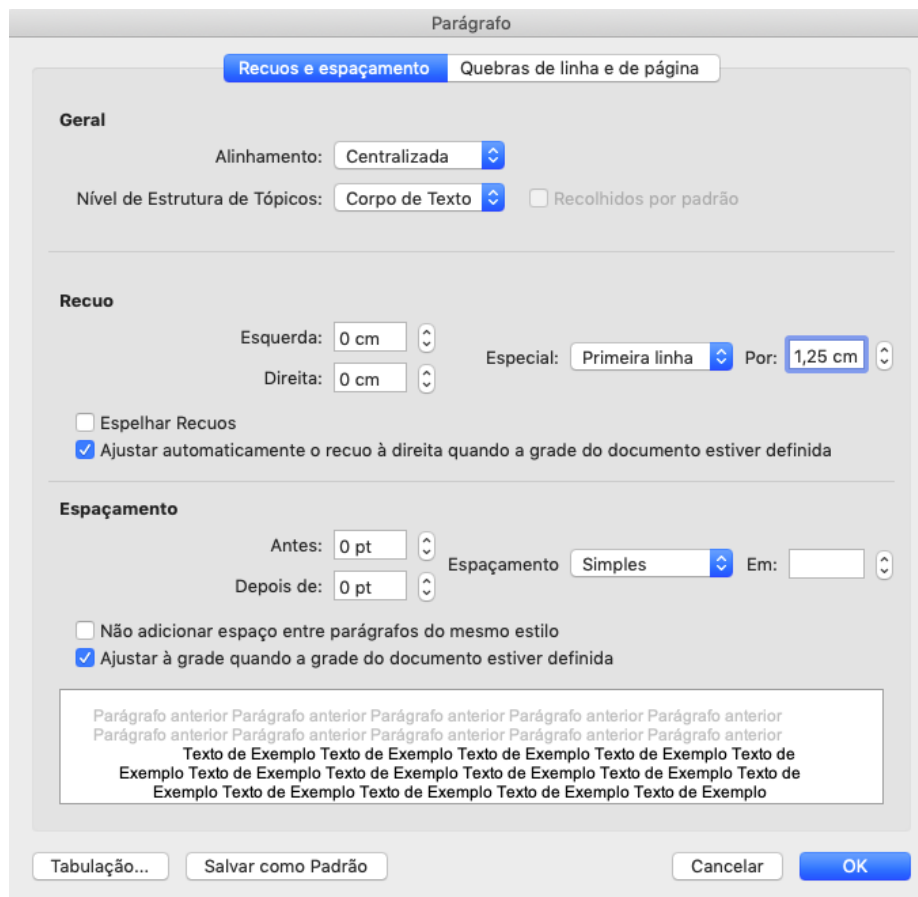 Parágrafo
Recuos e espaçamento Quebras de linha e de página
Geral
Alinhamento: Centralizada
Nível de Estrutura de Tópicos: Corpo de Texto Recolhidos por padrão
Recuo
Esquerda: 0 cm
Direita: 0 cm
Especial: Primeira linha Por: 1,25 cm
Espelhar Recuos
Ajustar automaticamente o recuo à direita quando a grade do documento estiver definida
Espaçamento
Antes: 0 pt
Depois de: 0 pt
Espaçamento Simples Em:
Não adicionar espaço entre parágrafos do mesmo estilo
Ajustar à grade quando a grade do documento estiver definida
Parágrafo anterior Parágrafo anterior Parágrafo anterior Parágrafo anterior Parágrafo anterior
Parágrafo anterior Parágrafo anterior Parágrafo anterior Parágrafo anterior Parágrafo anterior
Texto de Exemplo Texto de Exemplo Texto de Exemplo Texto de Exemplo Texto de
Exemplo Texto de Exemplo Texto de Exemplo Texto de Exemplo Texto de Exemplo Texto de
Exemplo Texto de Exemplo Texto de Exemplo Texto de Exemplo Texto de Exemplo
Tabulação... Salvar como Padrão Cancelar OK